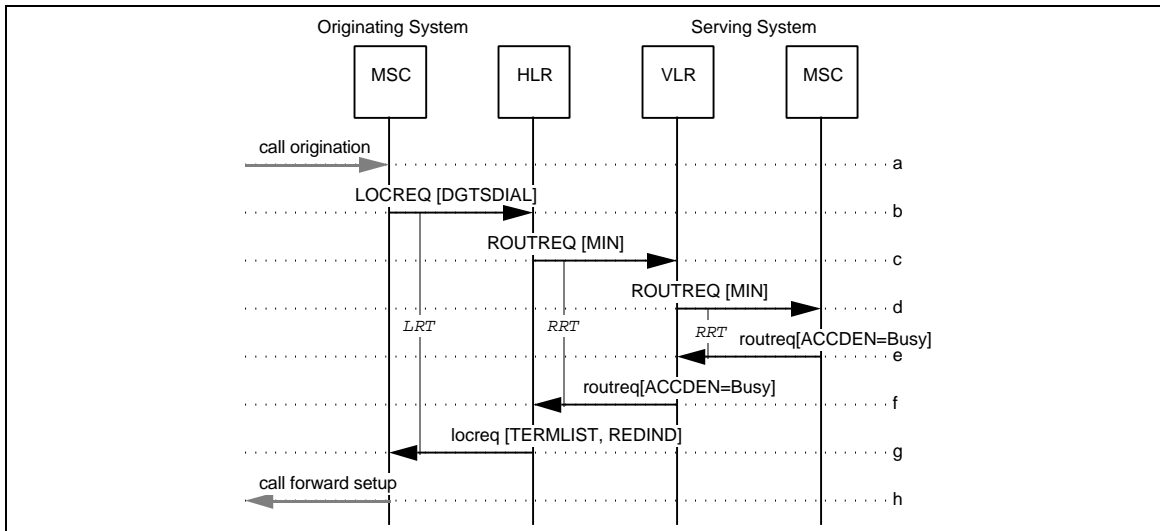 Originating System Serving System
MSC HLR VLR MSC
call origination
a
LOCREQ [DGTSDIAL]
b
ROUTREQ [MIN]
c
ROUTREQ [MIN]
d
LRT RRT RRT
routreq[ACCDEN=Busy]
e
routreq[ACCDEN=Busy]
f
locreq [TERMLIST, REDIND]
g
call forward setup
h